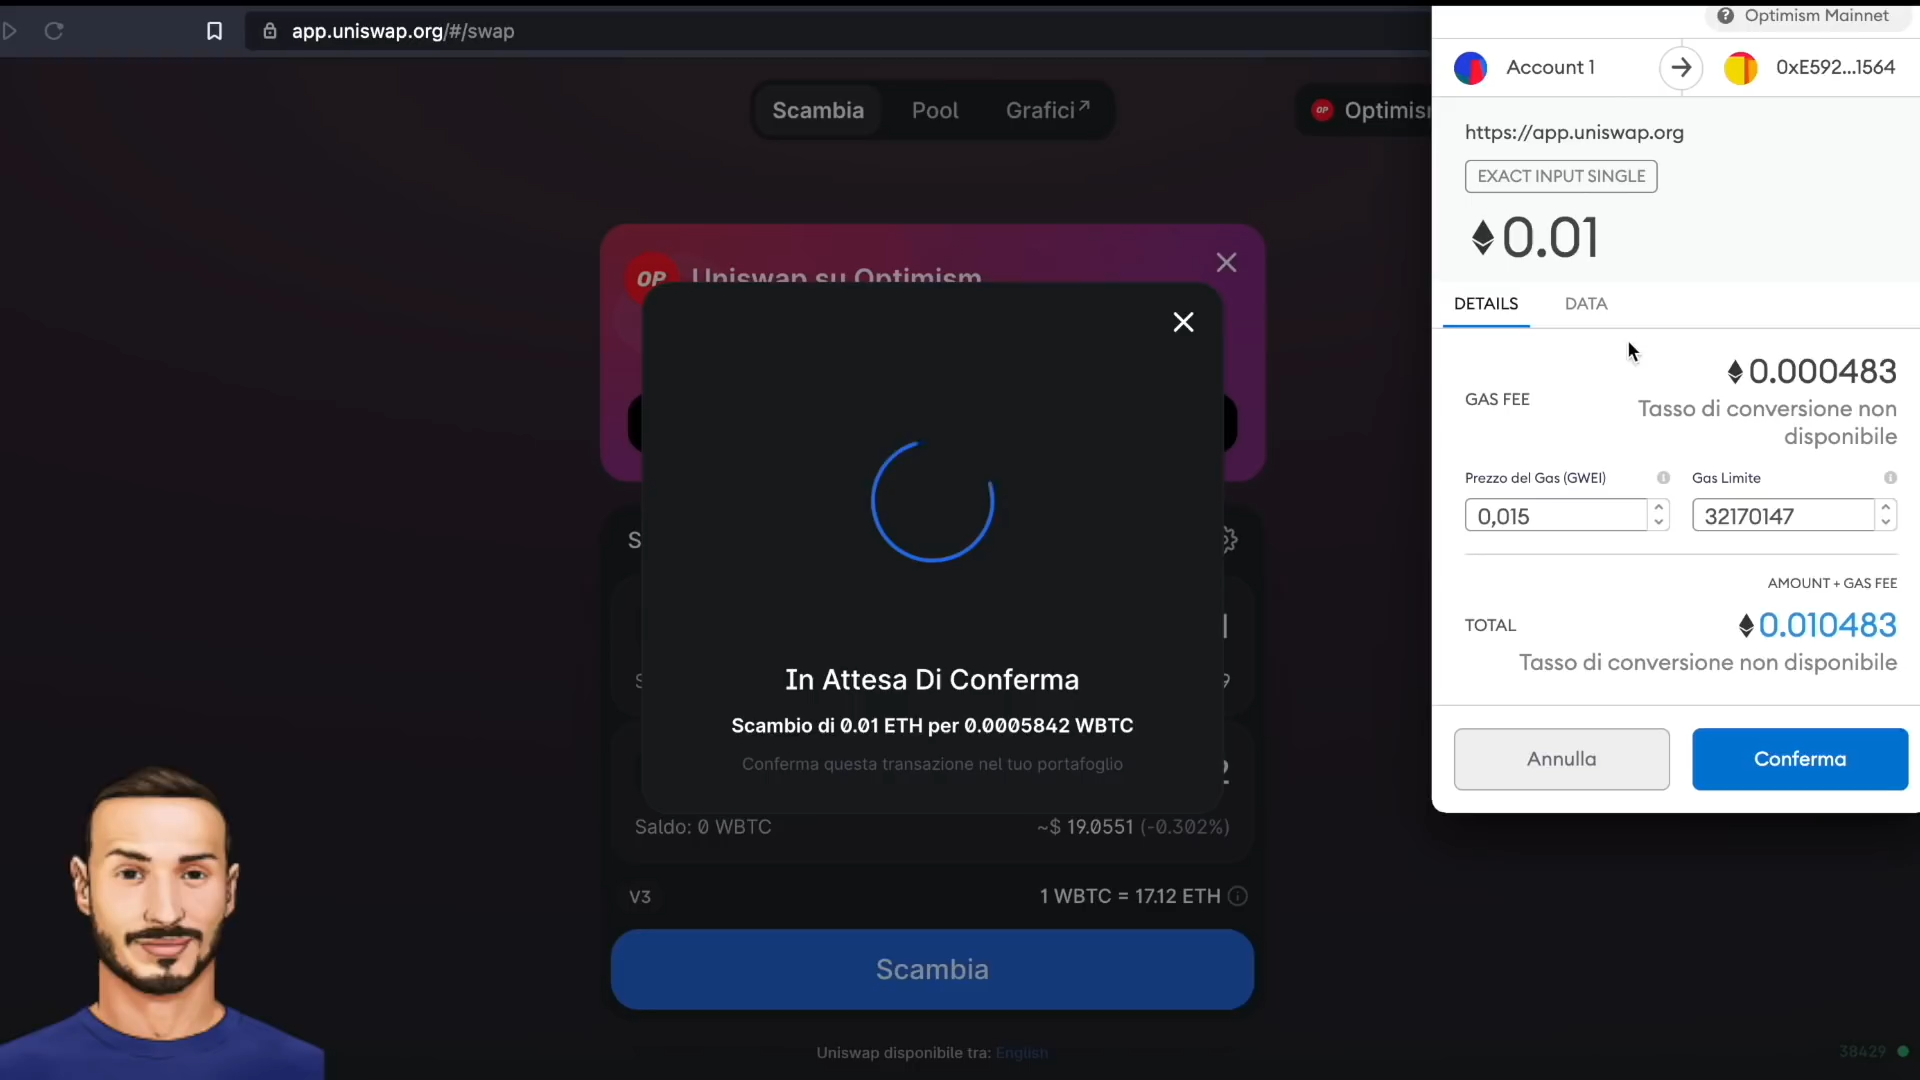 app.uniswap.org/#/swap
Scambia
Pool
Grafici↗
OP
Optimism Mainnet
Account 1
0xE592...1564
https://app.uniswap.org
EXACT INPUT SINGLE
0.01
DETAILS
DATA
GAS FEE
0.000483
Tasso di conversione non
disponibile
Prezzo del Gas (GWEI)
Gas Limite
0,015
32170147
AMOUNT + GAS FEE
TOTAL
0.010483
Tasso di conversione non disponibile
Annulla
Conferma
OP
Uniswap su Optimism
In Attesa Di Conferma
Scambio di 0.01 ETH per 0.0005842 WBTC
Conferma questa transazione nel tuo portafoglio
Saldo: 0 WBTC
~$ 19.0551 (-0.302%)
V3
1 WBTC = 17.12 ETH
Scambia
Uniswap disponibile tra: English
38429